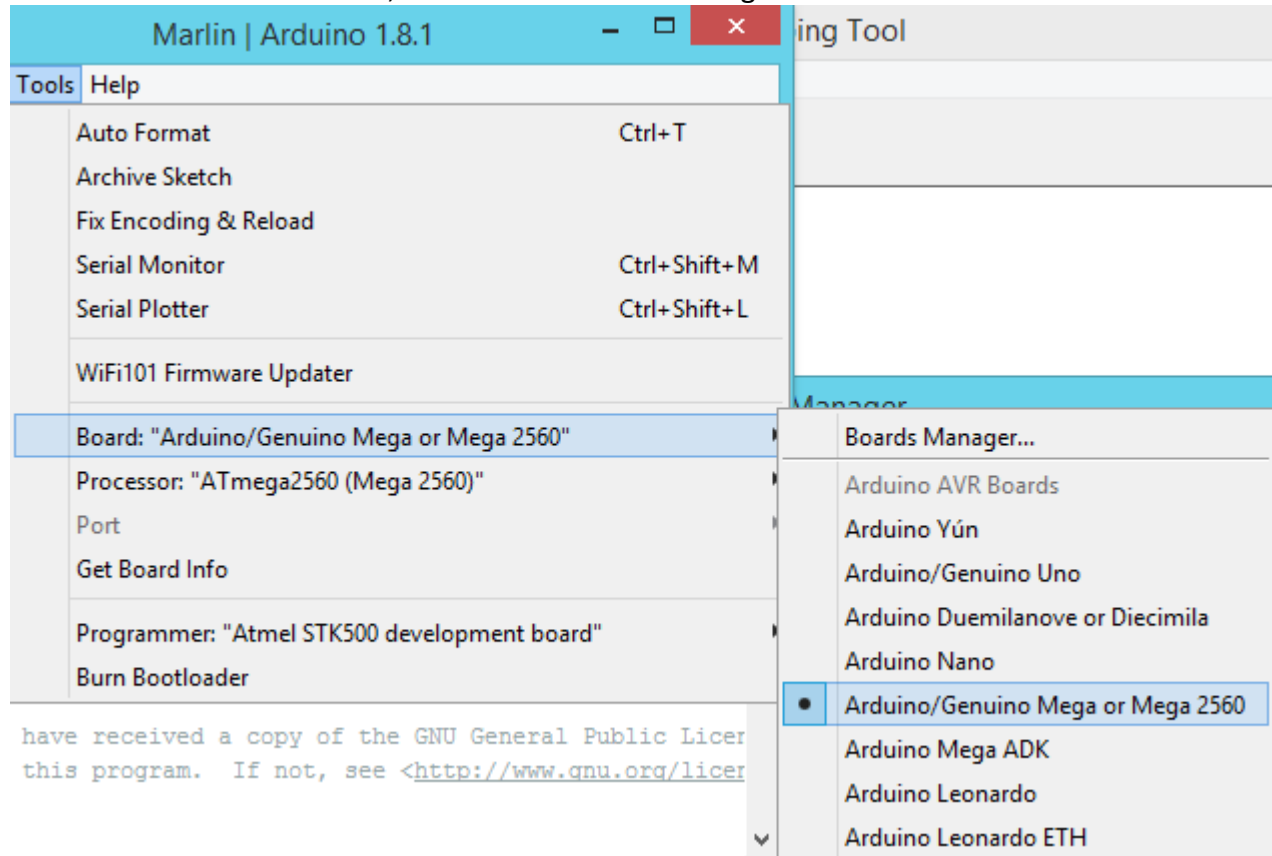 Marlin | Arduino 1.8.1
ing Tool
Tools Help
Auto Format Ctrl+T
Archive Sketch
Fix Encoding & Reload
Serial Monitor Ctrl+Shift+M
Serial Plotter Ctrl+Shift+L
WiFi101 Firmware Updater
Board: "Arduino/Genuino Mega or Mega 2560"
Processor: "ATmega2560 (Mega 2560)"
Port
Get Board Info
Programmer: "Atmel STK500 development board"
Burn Bootloader
Manager
Boards Manager...
Arduino AVR Boards
Arduino Yún
Arduino/Genuino Uno
Arduino Duemilanove or Diecimila
Arduino Nano
Arduino/Genuino Mega or Mega 2560
Arduino Mega ADK
Arduino Leonardo
Arduino Leonardo ETH
have received a copy of the GNU General Public Licen
this program. If not, see <http://www.gnu.org/licen